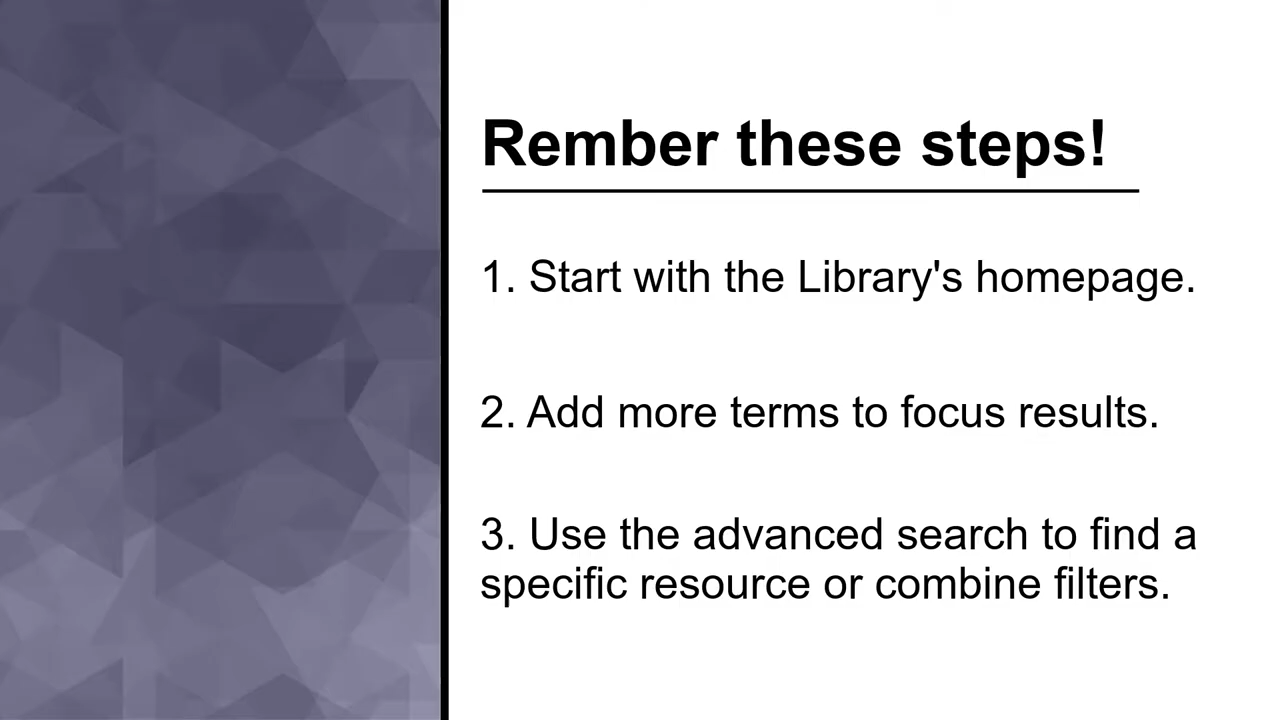 Rember these steps!
1. Start with the Library's homepage.
2. Add more terms to focus results.
3. Use the advanced search to find a
specific resource or combine filters.